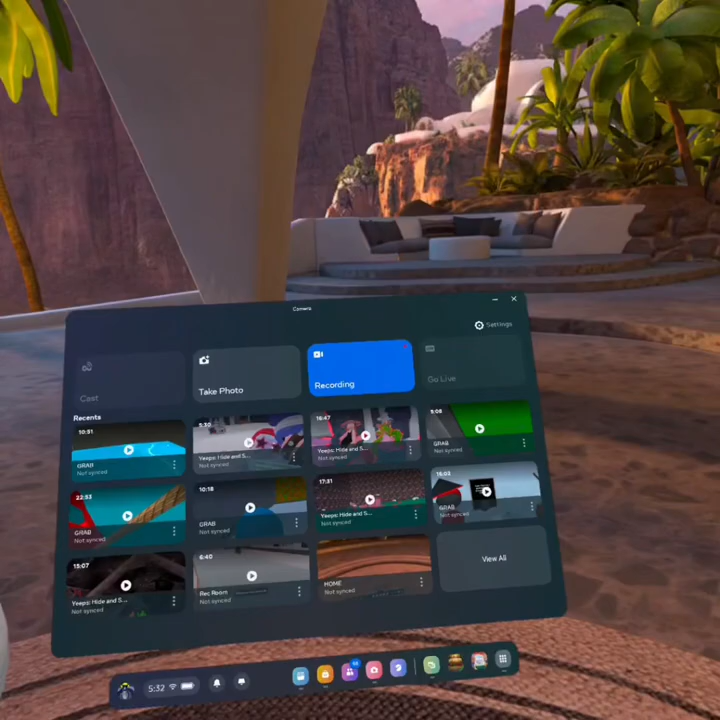 Camera
Settings
Cast
Take Photo
Recording
Go Live
Recents
10:51
GRAB
Not synced
5:30
Yeeps: Hide and S...
Not synced
16:47
Yeeps: Hide and S...
Not synced
5:08
GRAB
Not synced
22:53
GRAB
Not synced
10:18
GRAB
Not synced
17:31
Yeeps: Hide and S...
Not synced
GRAB
Not synced
15:07
Yeeps: Hide and S...
Not synced
6:40
Rec Room
Not synced
HOME
Not synced
View All
5:32